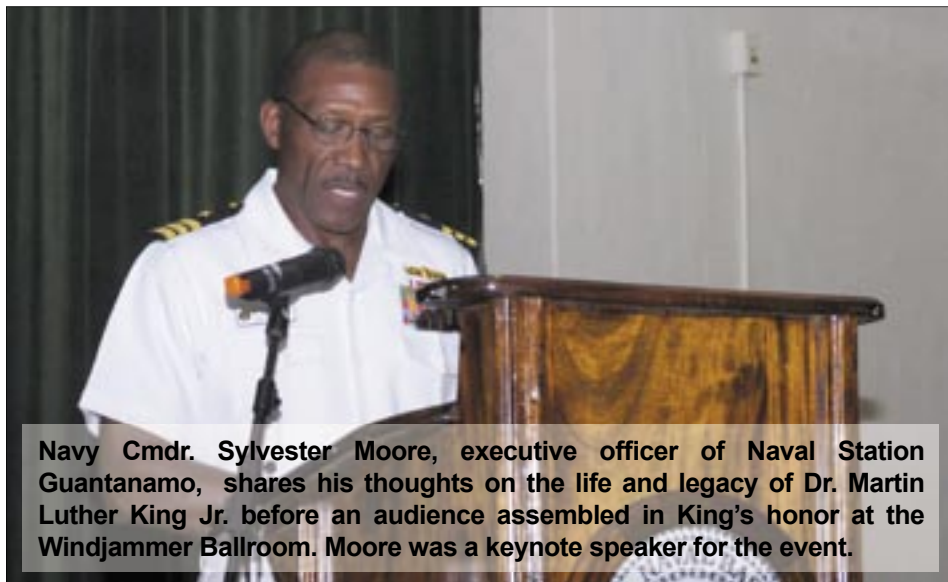 Navy Cmdr. Sylvester Moore, executive officer of Naval Station
Guantanamo, shares his thoughts on the life and legacy of Dr. Martin
Luther King Jr. before an audience assembled in King's honor at the
Windjammer Ballroom. Moore was a keynote speaker for the event.